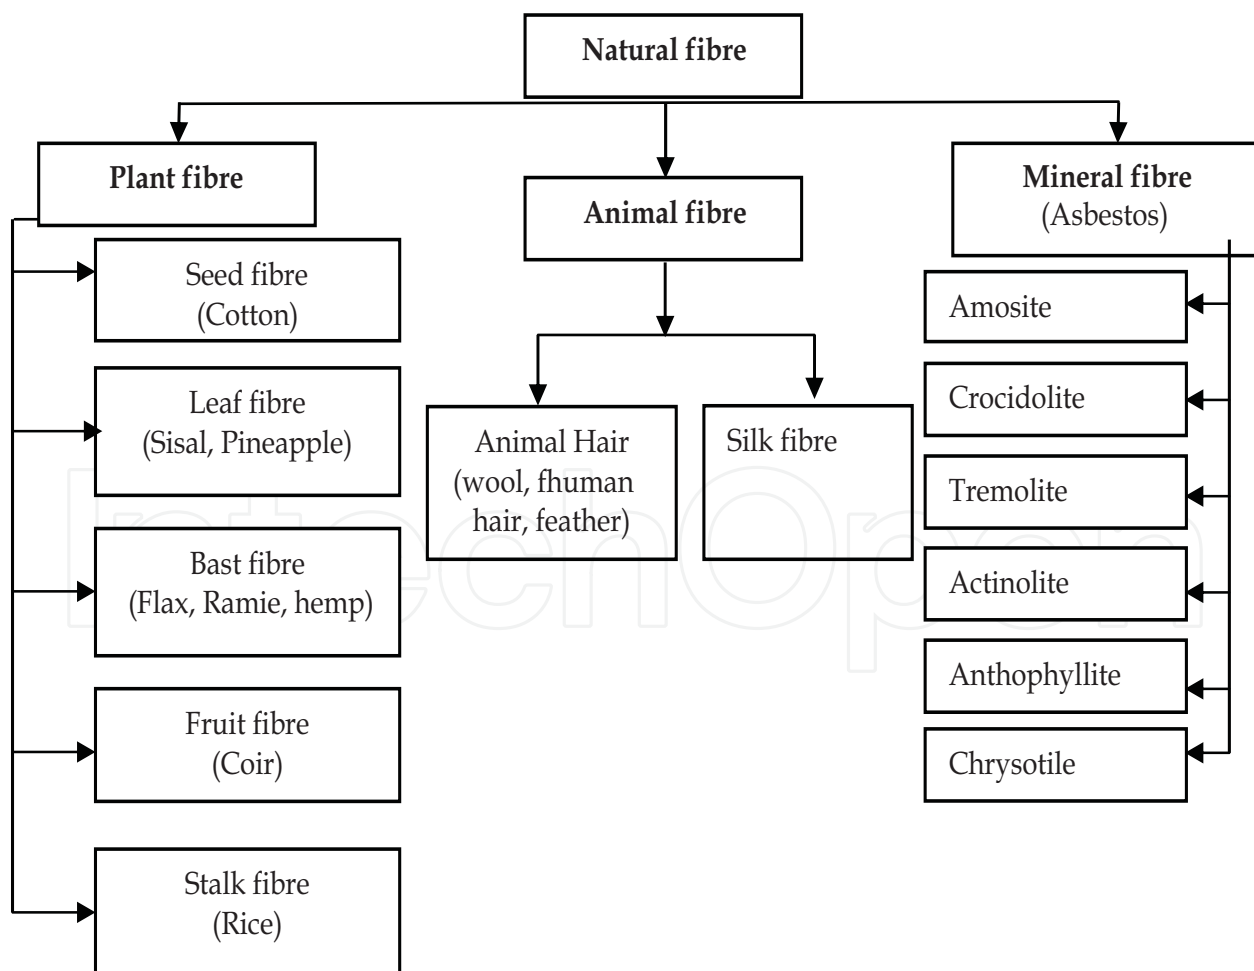 Natural fibre
Plant fibre
Seed fibre
(Cotton)
Leaf fibre
(Sisal, Pineapple)
Bast fibre
(Flax, Ramie, hemp)
Fruit fibre
(Coir)
Stalk fibre
(Rice)
Animal fibre
Animal Hair
(wool, fhuman
hair, feather)
Silk fibre
Mineral fibre
(Asbestos)
Amosite
Crocidolite
Tremolite
Actinolite
Anthophyllite
Chrysotile
IntechOpen